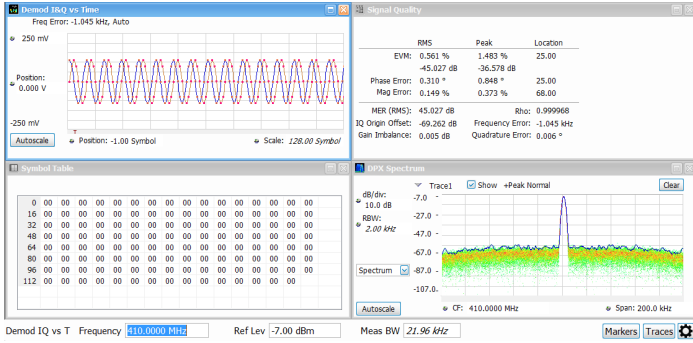 Demod I&Q vs Time
Freq Error: -1.045 kHz, Auto
250 mV
Position:
0.000 V
-250 mV
Autoscale
Position: -1.00 Symbol
Scale: 128.00 Symbol
Signal Quality
RMS Peak Location
EVM: 0.561 % 1.483 % 25.00
-45.027 dB -36.578 dB
Phase Error: 0.310 ° 0.848 ° 25.00
Mag Error: 0.149 % 0.373 % 68.00
MER (RMS): 45.027 dB Rho: 0.999968
IQ Origin Offset: -69.262 dB Frequency Error: -1.045 kHz
Gain Imbalance: 0.005 dB Quadrature Error: 0.006 °
Symbol Table
0 00 00 00 00 00 00 00 00 00 00 00 00 00 00 00 00
16 00 00 00 00 00 00 00 00 00 00 00 00 00 00 00 00
32 00 00 00 00 00 00 00 00 00 00 00 00 00 00 00 00
48 00 00 00 00 00 00 00 00 00 00 00 00 00 00 00 00
64 00 00 00 00 00 00 00 00 00 00 00 00 00 00 00 00
80 00 00 00 00 00 00 00 00 00 00 00 00 00 00 00 00
96 00 00 00 00 00 00 00 00 00 00 00 00 00 00 00 00
112 00 00 00 00 00 00 00 00 00 00 00 00 00 00 00 00
DPX Spectrum
Trace1 Show +Peak Normal Clear
dB/div:
10.0 dB
RBW:
2.00 kHz
Spectrum
Autoscale
-7.0
-27.0
-47.0
-67.0
-87.0
-107.0
CF: 410.0000 MHz
Span: 200.0 kHz
Demod IQ vs T Frequency 410.0000 MHz Ref Lev -7.00 dBm Meas BW 21.96 kHz Markers Traces